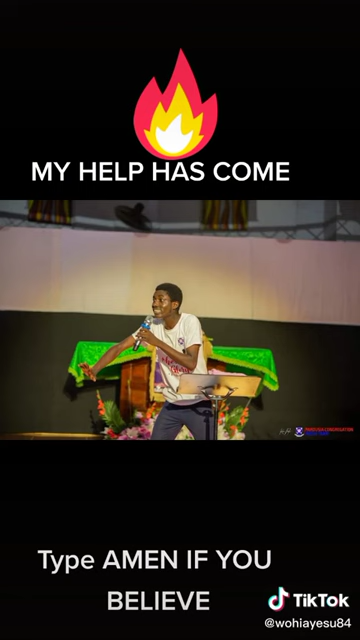 MY HELP HAS COME
Type AMEN IF YOU
BELIEVE
TikTok
@wohiayesu84